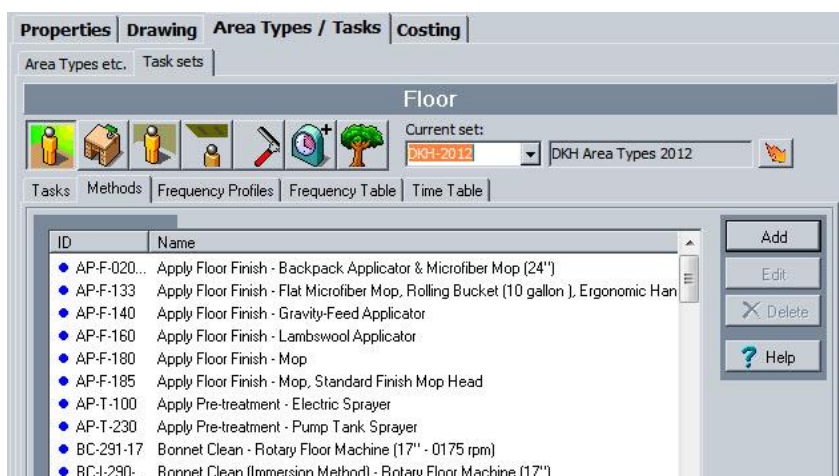 Properties Drawing Area Types / Tasks Costing
Area Types etc. Task sets
Floor
Current set:
DKH-2012 DKH Area Types 2012
Tasks Methods Frequency Profiles Frequency Table Time Table
ID Name
AP-F-020... Apply Floor Finish - Backpack Applicator & Microfiber Mop (24'')
AP-F-133 Apply Floor Finish - Flat Microfiber Mop, Rolling Bucket (10 gallon ), Ergonomic Han
AP-F-140 Apply Floor Finish - Gravity-Feed Applicator
AP-F-160 Apply Floor Finish - Lambswool Applicator
AP-F-180 Apply Floor Finish - Mop
AP-F-185 Apply Floor Finish - Mop, Standard Finish Mop Head
AP-T-100 Apply Pre-treatment - Electric Sprayer
AP-T-230 Apply Pre-treatment - Pump Tank Sprayer
BC-291-17 Bonnet Clean - Rotary Floor Machine (17'' - 0175 rpm)
BC-I-290-... Bonnet Clean (Immersion Method) - Rotary Floor Machine (17'')
Add
Edit
Delete
Help